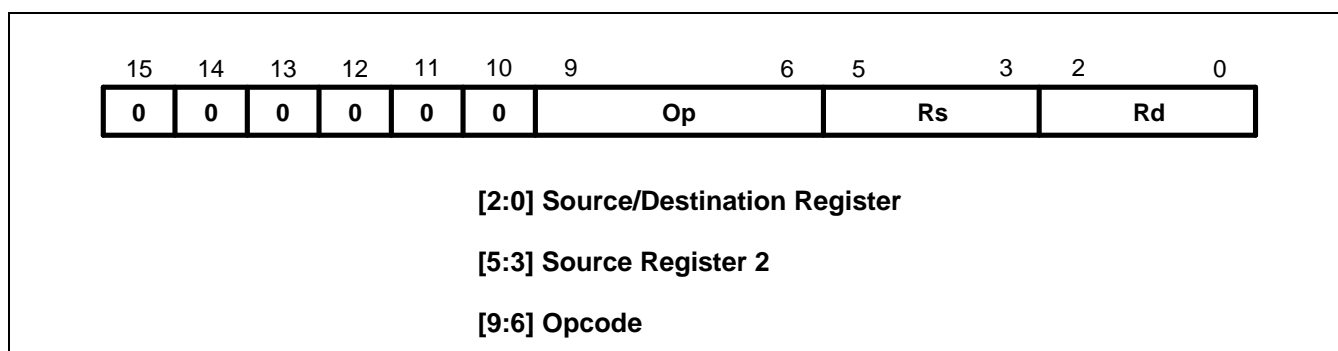 15 14 13 12 11 10 9 6 5 3 2 0
0 0 0 0 0 0 Op Rs Rd
[2:0] Source/Destination Register
[5:3] Source Register 2
[9:6] Opcode